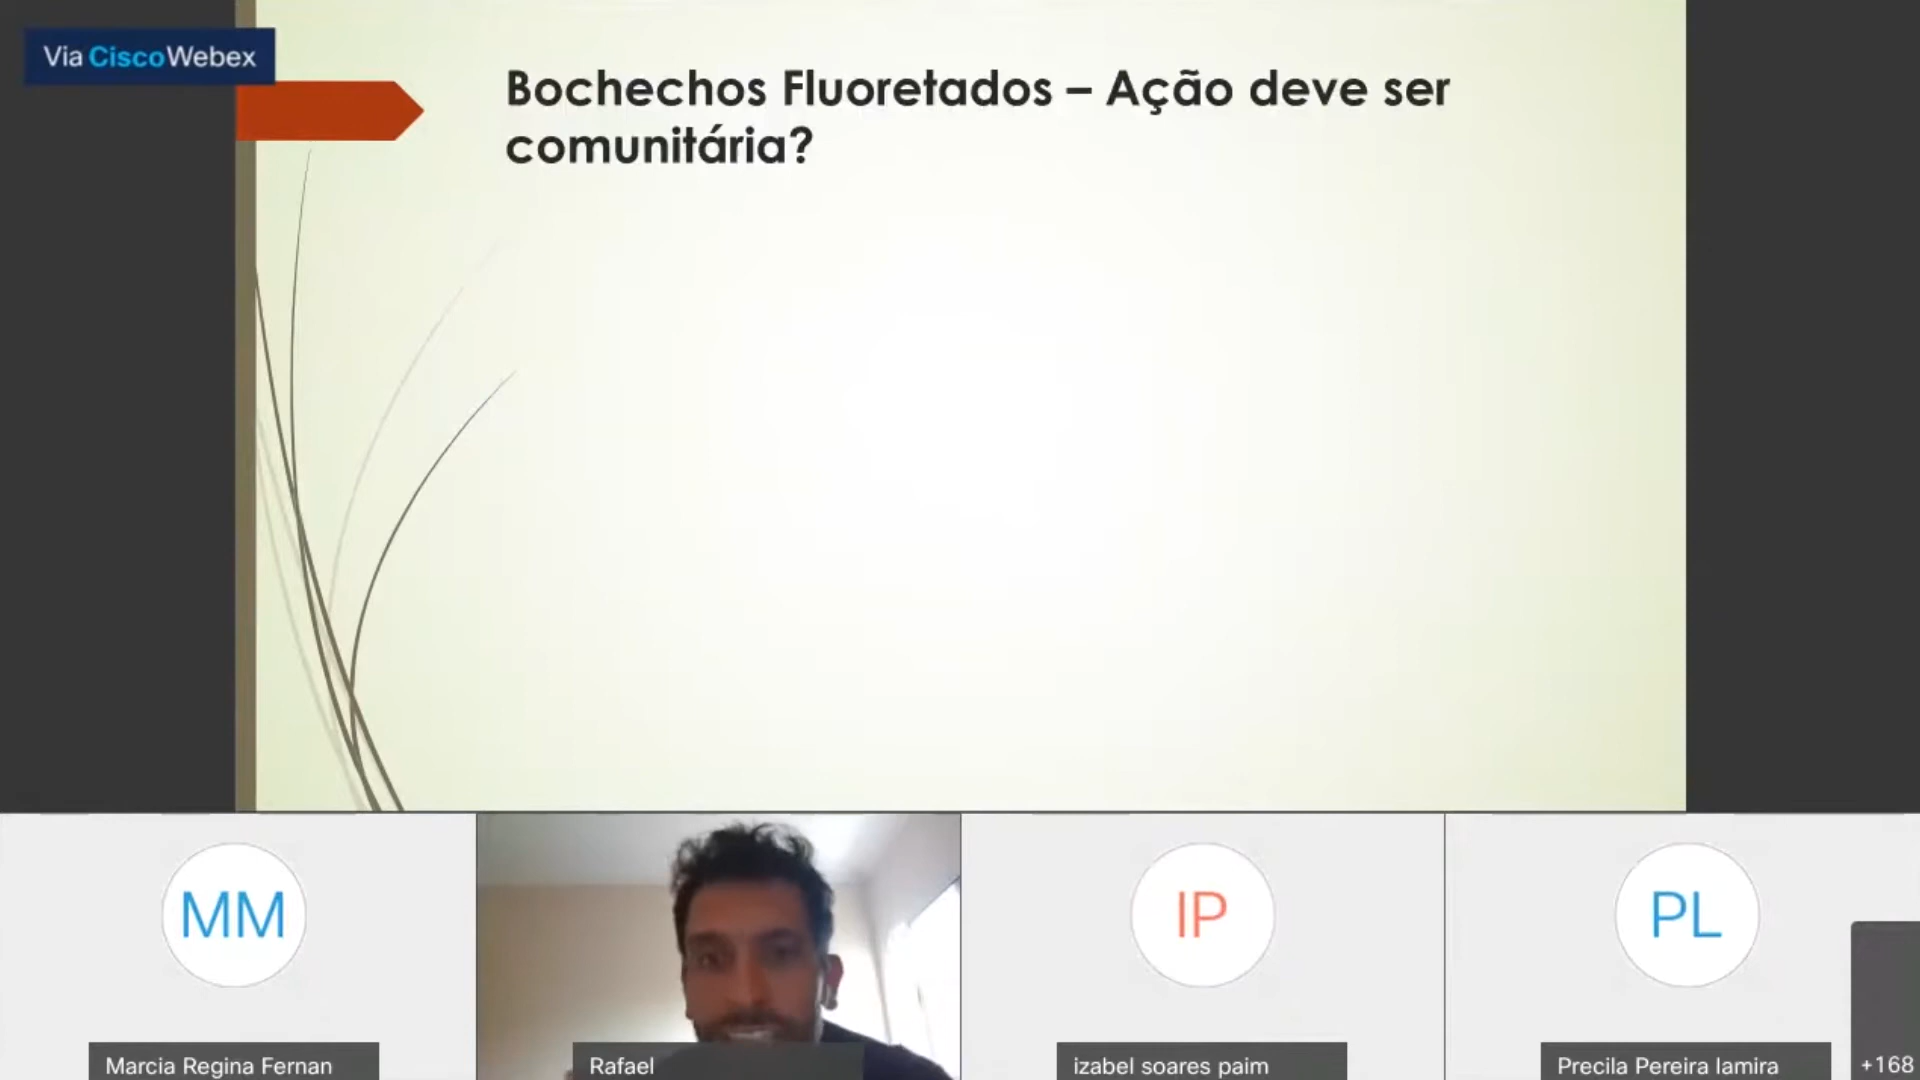 Via CiscoWebex
Bochechos Fluoretados – Ação deve ser
comunitária?
MM
IP
PL
Marcia Regina Fernan
Rafael
izabel soares paim
Precila Pereira lamira
+168